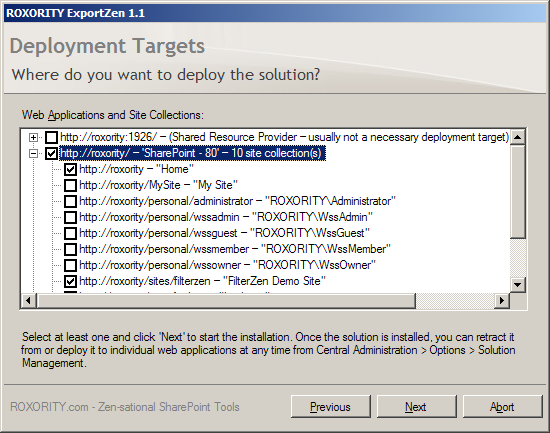 ROXORITY ExportZen 1.1
Deployment Targets
Where do you want to deploy the solution?
Web Applications and Site Collections:
http://roxority:1926/ – (Shared Resource Provider – usually not a necessary deployment target)
http://roxority/ – 'SharePoint - 80' – 10 site collection(s)
http://roxority – "Home"
http://roxority/MySite – "My Site"
http://roxority/personal/administrator – "ROXORITY\Administrator"
http://roxority/personal/wssadmin – "ROXORITY\WssAdmin"
http://roxority/personal/wssguest – "ROXORITY\WssGuest"
http://roxority/personal/wssmember – "ROXORITY\WssMember"
http://roxority/personal/wssowner – "ROXORITY\WssOwner"
http://roxority/sites/filterzen – "FilterZen Demo Site"
Select at least one and click 'Next' to start the installation. Once the solution is installed, you can retract it
from or deploy it to individual web applications at any time from Central Administration > Options > Solution
Management.
ROXORITY.com - Zen-sational SharePoint Tools
Previous
Next
Abort